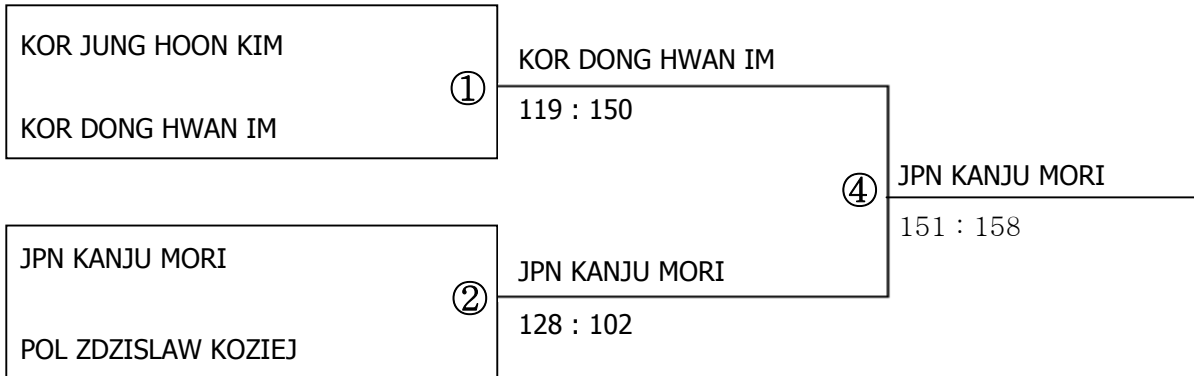 KOR JUNG HOON KIM
KOR DONG HWAN IM
①
KOR DONG HWAN IM
119 : 150
JPN KANJU MORI
POL ZDZISLAW KOZIEJ
②
JPN KANJU MORI
128 : 102
④
JPN KANJU MORI
151 : 158